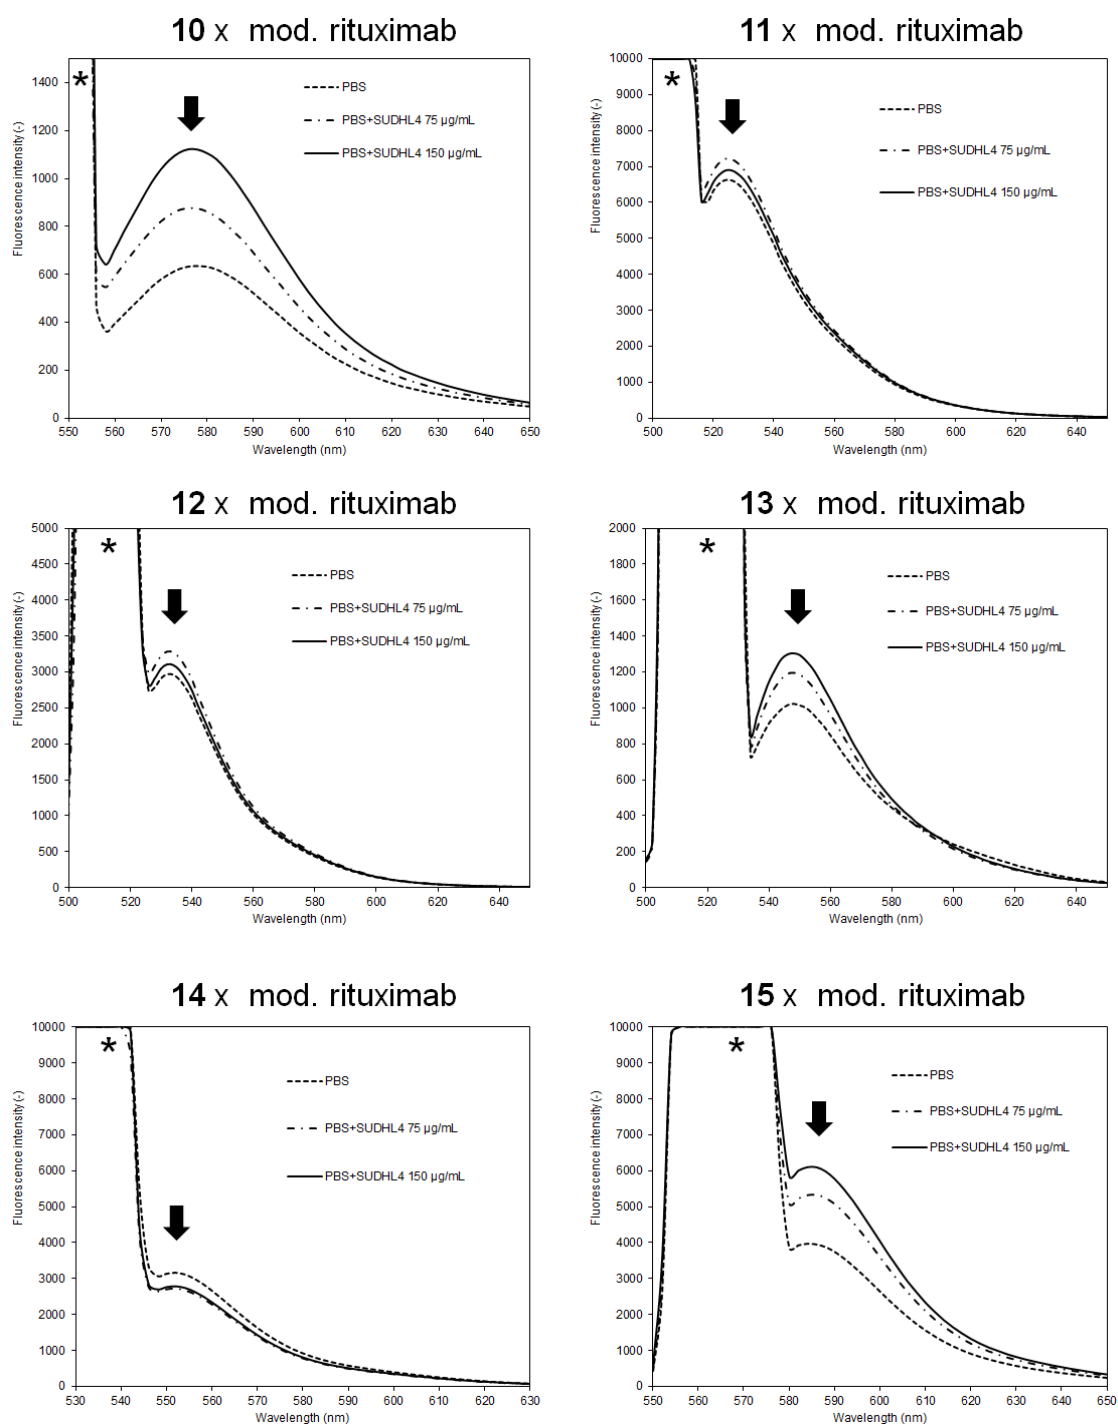 10 x mod. rituximab
1400
1200
1000
800
600
400
200
0
Fluorescence intensity (-)
*
PBS
PBS+SUDHL4 75 µg/mL
PBS+SUDHL4 150 µg/mL
550 560 570 580 590 600 610 620 630 640 650
Wavelength (nm)
11 x mod. rituximab
10000
9000
8000
7000
6000
5000
4000
3000
2000
1000
0
Fluorescence intensity (-)
*
PBS
PBS+SUDHL4 75 µg/mL
PBS+SUDHL4 150 µg/mL
500 520 540 560 580 600 620 640
Wavelength (nm)
12 x mod. rituximab
5000
4500
4000
3500
3000
2500
2000
1500
1000
500
0
Fluorescence intensity (-)
*
PBS
PBS+SUDHL4 75 µg/mL
PBS+SUDHL4 150 µg/mL
500 520 540 560 580 600 620 640
Wavelength (nm)
13 x mod. rituximab
2000
1800
1600
1400
1200
1000
800
600
400
200
0
Fluorescence intensity (-)
*
PBS
PBS+SUDHL4 75 µg/mL
PBS+SUDHL4 150 µg/mL
500 520 540 560 580 600 620 640
Wavelength (nm)
14 x mod. rituximab
10000
9000
8000
7000
6000
5000
4000
3000
2000
1000
0
Fluorescence intensity (-)
*
PBS
PBS+SUDHL4 75 µg/mL
PBS+SUDHL4 150 µg/mL
530 540 550 560 570 580 590 600 610 620 630
Wavelength (nm)
15 x mod. rituximab
10000
9000
8000
7000
6000
5000
4000
3000
2000
1000
0
Fluorescence intensity (-)
*
PBS
PBS+SUDHL4 75 µg/mL
PBS+SUDHL4 150 µg/mL
550 560 570 580 590 600 610 620 630 640 650
Wavelength (nm)